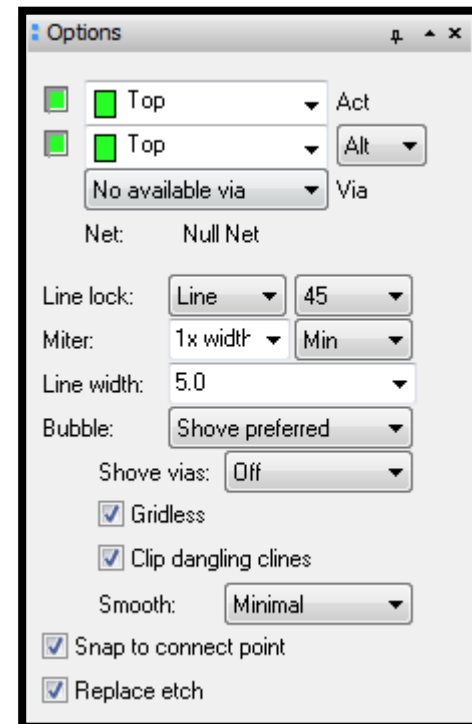 Options
Top Act
Top Alt
No available via Via
Net: Null Net
Line lock: Line 45
Miter: 1x width Min
Line width: 5.0
Bubble: Shove preferred
Shove vias: Off
Gridless
Clip dangling clines
Smooth: Minimal
Snap to connect point
Replace etch